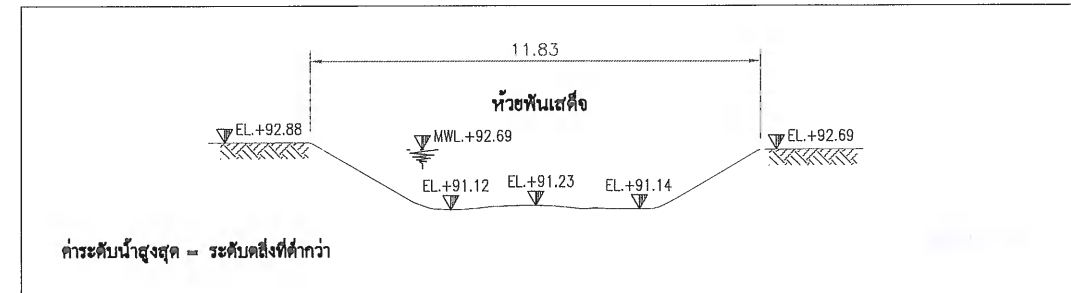 11.83
ห้วยพันเสด็จ
EL.+92.88
MWL.+92.69
EL.+92.69
EL.+91.12
EL.+91.23
EL.+91.14
ค่าระดับน้ำสูงสุด = ระดับตลิ่งที่ต่ำกว่า